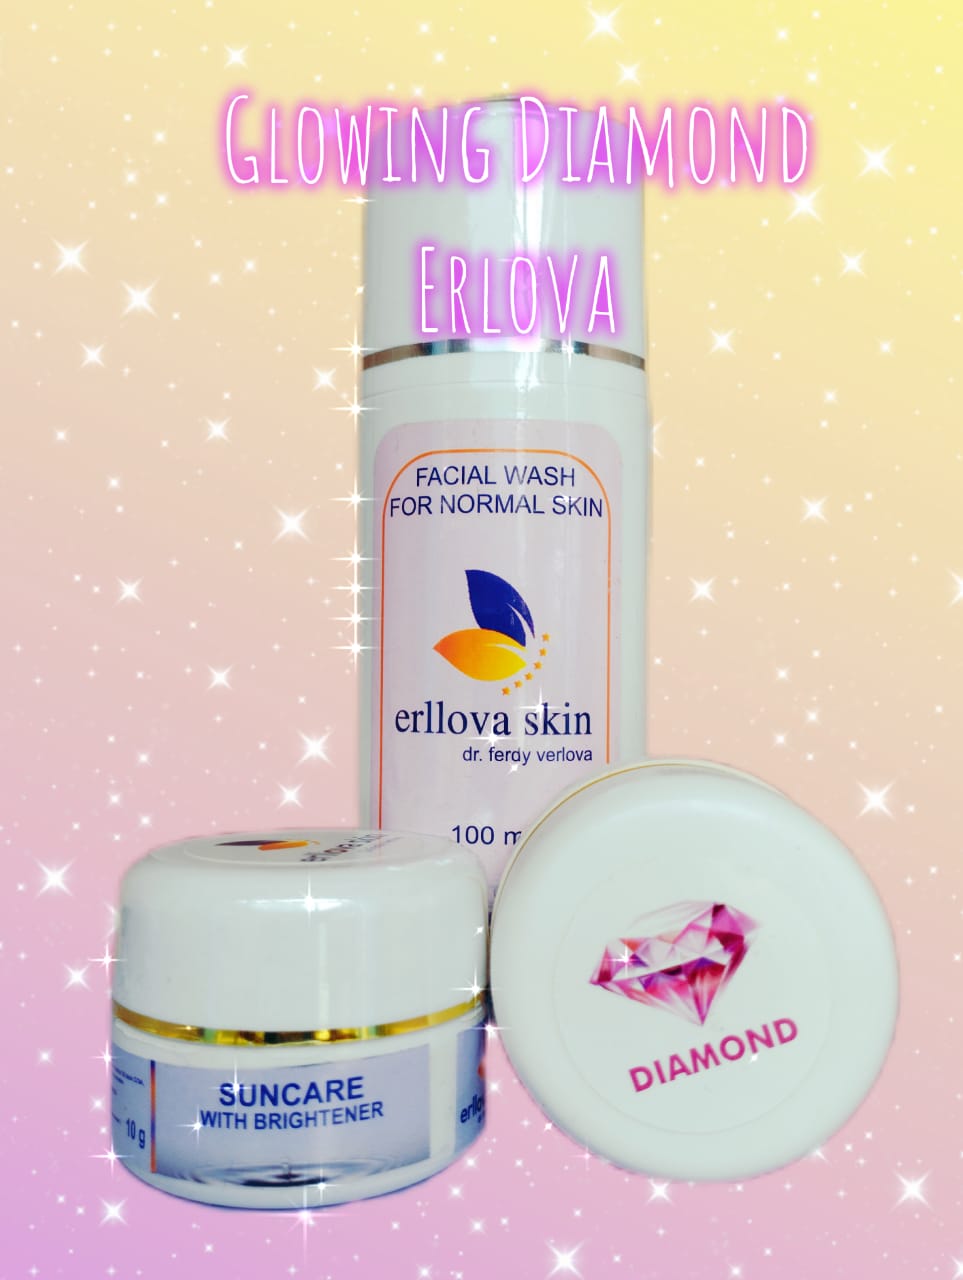 Glowing Diamond
Erlova
FACIAL WASH
FOR NORMAL SKIN
erllova skin
dr. ferdy verlova
100 m
DIAMOND
SUNCARE
WITH BRIGHTENER
10 g